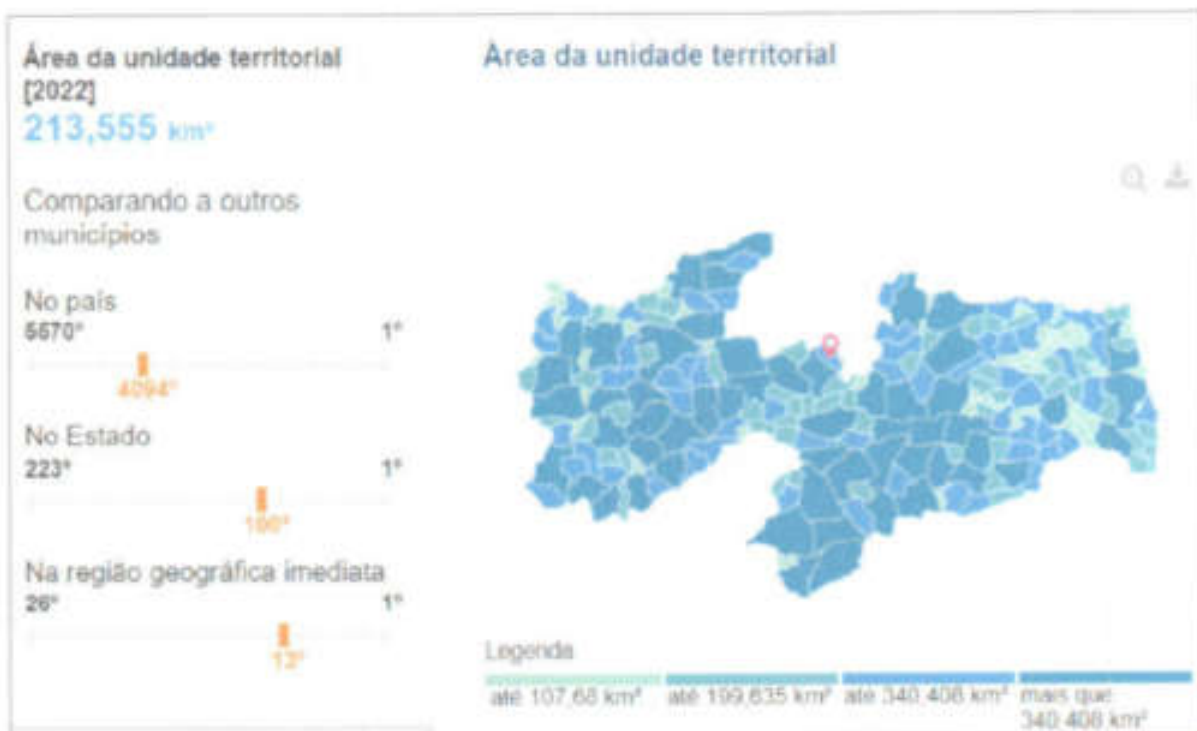 Área da unidade territorial
[2022]
213,555 km²
Comparando a outros
municípios
No país
5570° 1°
4094°
No Estado
223° 1°
Na região geográfica imediata
26° 1°
Área da unidade territorial
Legenda
até 107,68 km² até 199,635 km² até 340,408 km² mais que
340,408 km²